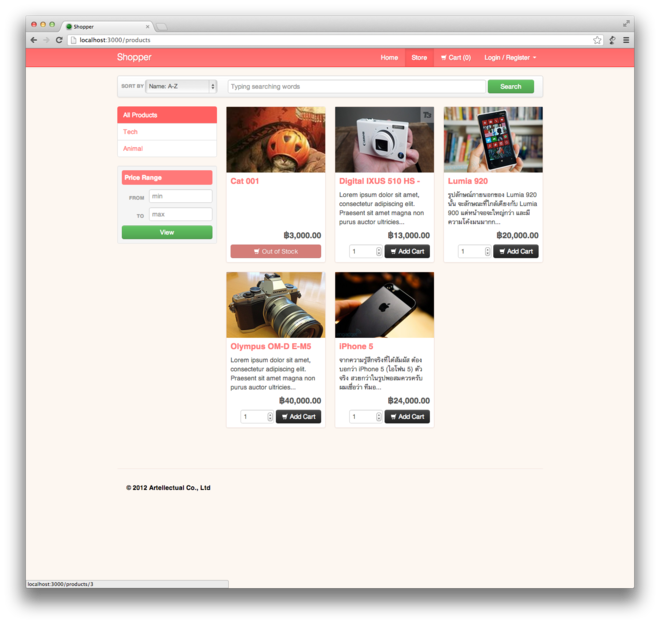 Shopper
localhost:3000/products
Shopper
Home Store Cart (0) Login / Register
SORT BY Name: A-Z Typing searching words Search
All Products
Tech
Animal
Price Range
FROM min
TO max
View
Cat 001
฿3,000.00
Out of Stock
Digital IXUS 510 HS -
Lorem ipsum dolor sit amet,
consectetur adipiscing elit.
Praesent sit amet magna non
purus auctor ultricies...
฿13,000.00
1 Add Cart
Lumia 920
รูปลักษณ์ภายนอกของ Lumia 920
นั้น จะลักษณะที่ใกล้เคียงกับ Lumia
900 แต่หน้าจอจะใหญ่กว่า และมี
ความโค้งมนมากก...
฿20,000.00
1 Add Cart
Olympus OM-D E-M5
Lorem ipsum dolor sit amet,
consectetur adipiscing elit.
Praesent sit amet magna non
purus auctor ultricies...
฿40,000.00
1 Add Cart
iPhone 5
จากความรู้สึกจริงที่ได้สัมผัส ต้อง
บอกว่า iPhone 5 (ไอโฟน 5) ตัว
จริง สวยกว่าในรูปพอสมควรครับ
ผมเชื่อว่า ทีมอ...
฿24,000.00
1 Add Cart
© 2012 Artellectual Co., Ltd
localhost:3000/products/3